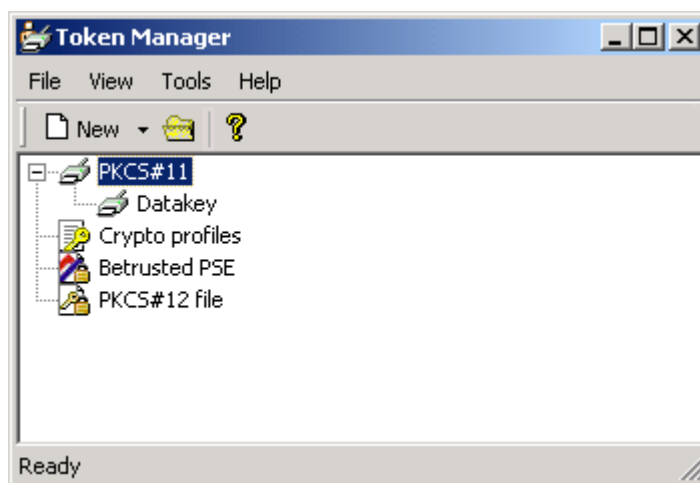 Token Manager
File View Tools Help
New
PKCS#11
Datakey
Crypto profiles
Betrusted PSE
PKCS#12 file
Ready